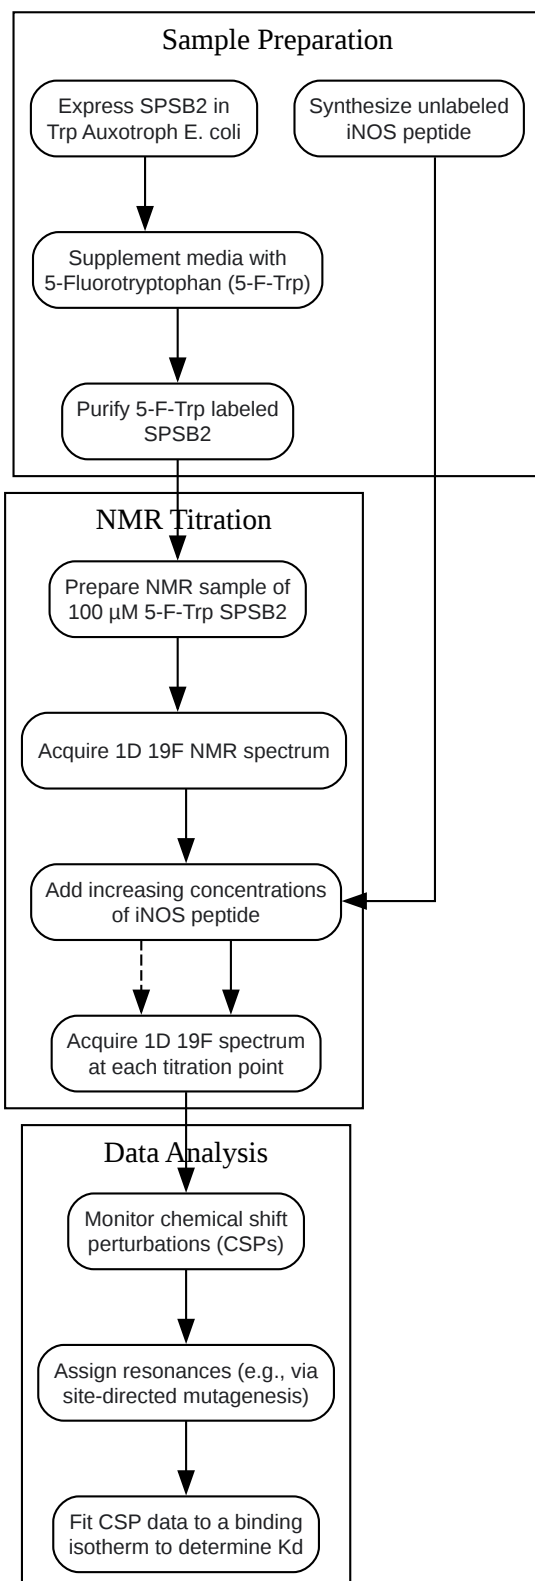 Sample Preparation
Express SPSB2 in
Trp Auxotroph E. coli
Synthesize unlabeled
iNOS peptide
Supplement media with
5-Fluorotryptophan (5-F-Trp)
Purify 5-F-Trp labeled
SPSB2
NMR Titration
Prepare NMR sample of
100 µM 5-F-Trp SPSB2
Acquire 1D 19F NMR spectrum
Add increasing concentrations
of iNOS peptide
Acquire 1D 19F spectrum
at each titration point
Data Analysis
Monitor chemical shift
perturbations (CSPs)
Assign resonances (e.g., via
site-directed mutagenesis)
Fit CSP data to a binding
isotherm to determine Kd